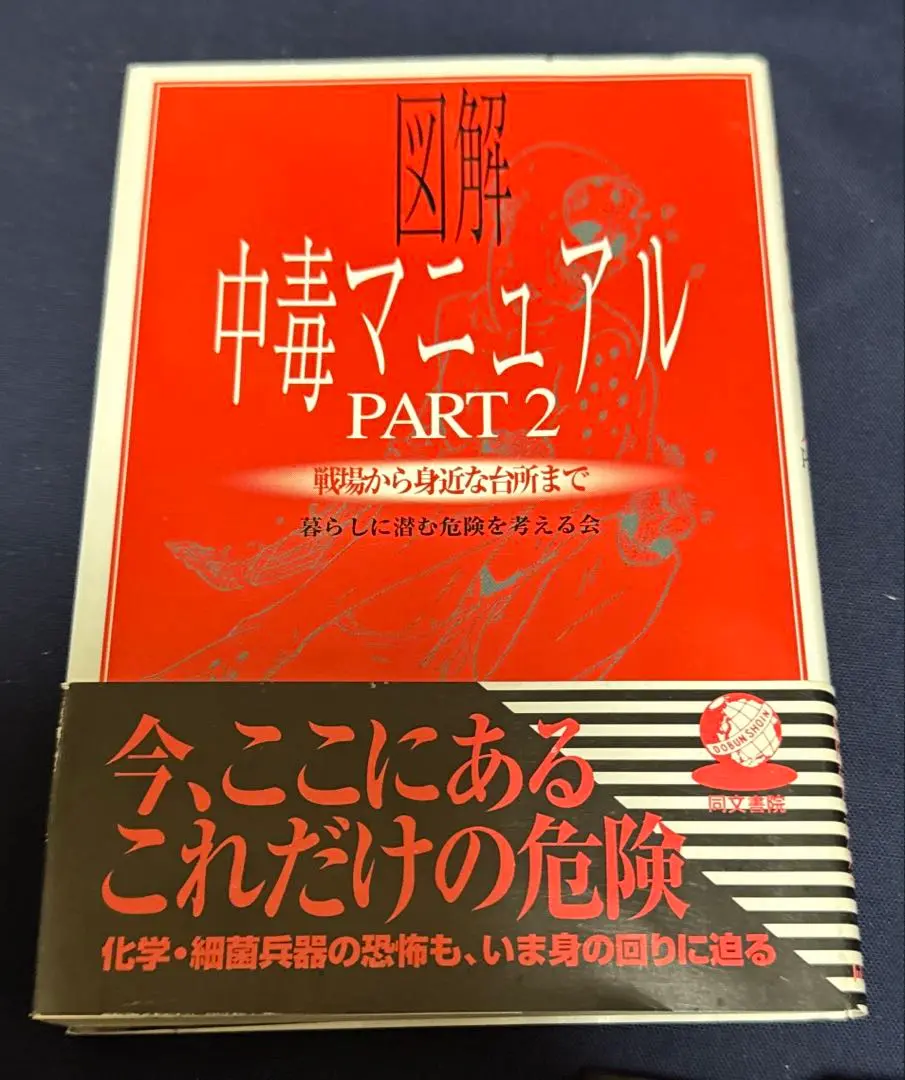 図解
中毒マニュアル
PART 2
戦場から身近な台所まで
暮らしに潜む危険を考える会
今、ここにある
これだけの危険
化学・細菌兵器の恐怖も、いま身の回りに迫る
DOBUN SHOIN
同文書院